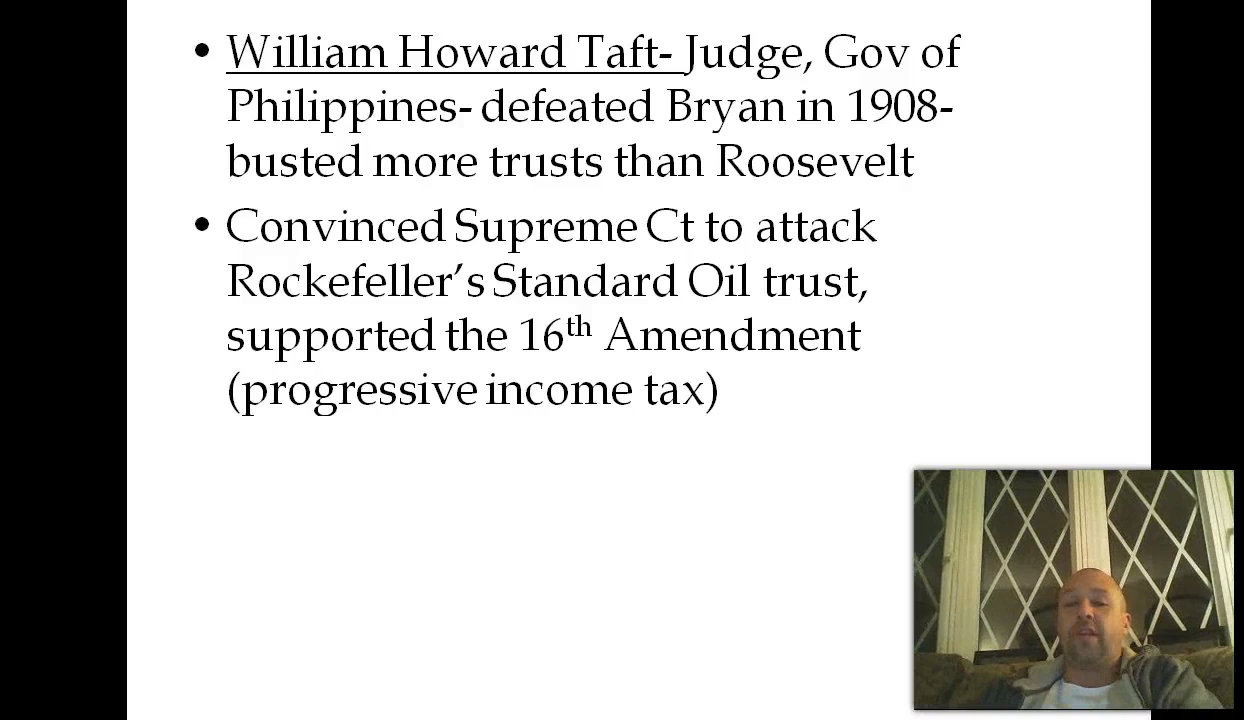 • William Howard Taft- Judge, Gov of
Philippines- defeated Bryan in 1908-
busted more trusts than Roosevelt
• Convinced Supreme Ct to attack
Rockefeller’s Standard Oil trust,
supported the 16th Amendment
(progressive income tax)